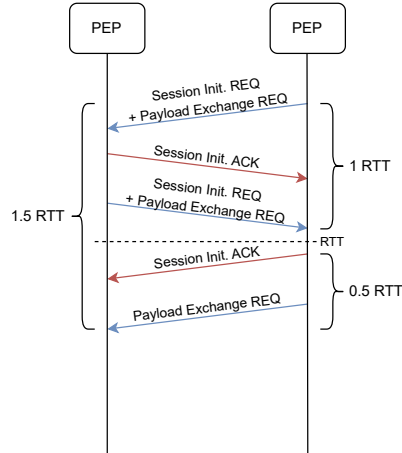 PEP
PEP
Session Init. REQ
+ Payload Exchange REQ
Session Init. ACK
1 RTT
Session Init. REQ
+ Payload Exchange REQ
1.5 RTT
RTT
Session Init. ACK
0.5 RTT
Payload Exchange REQ